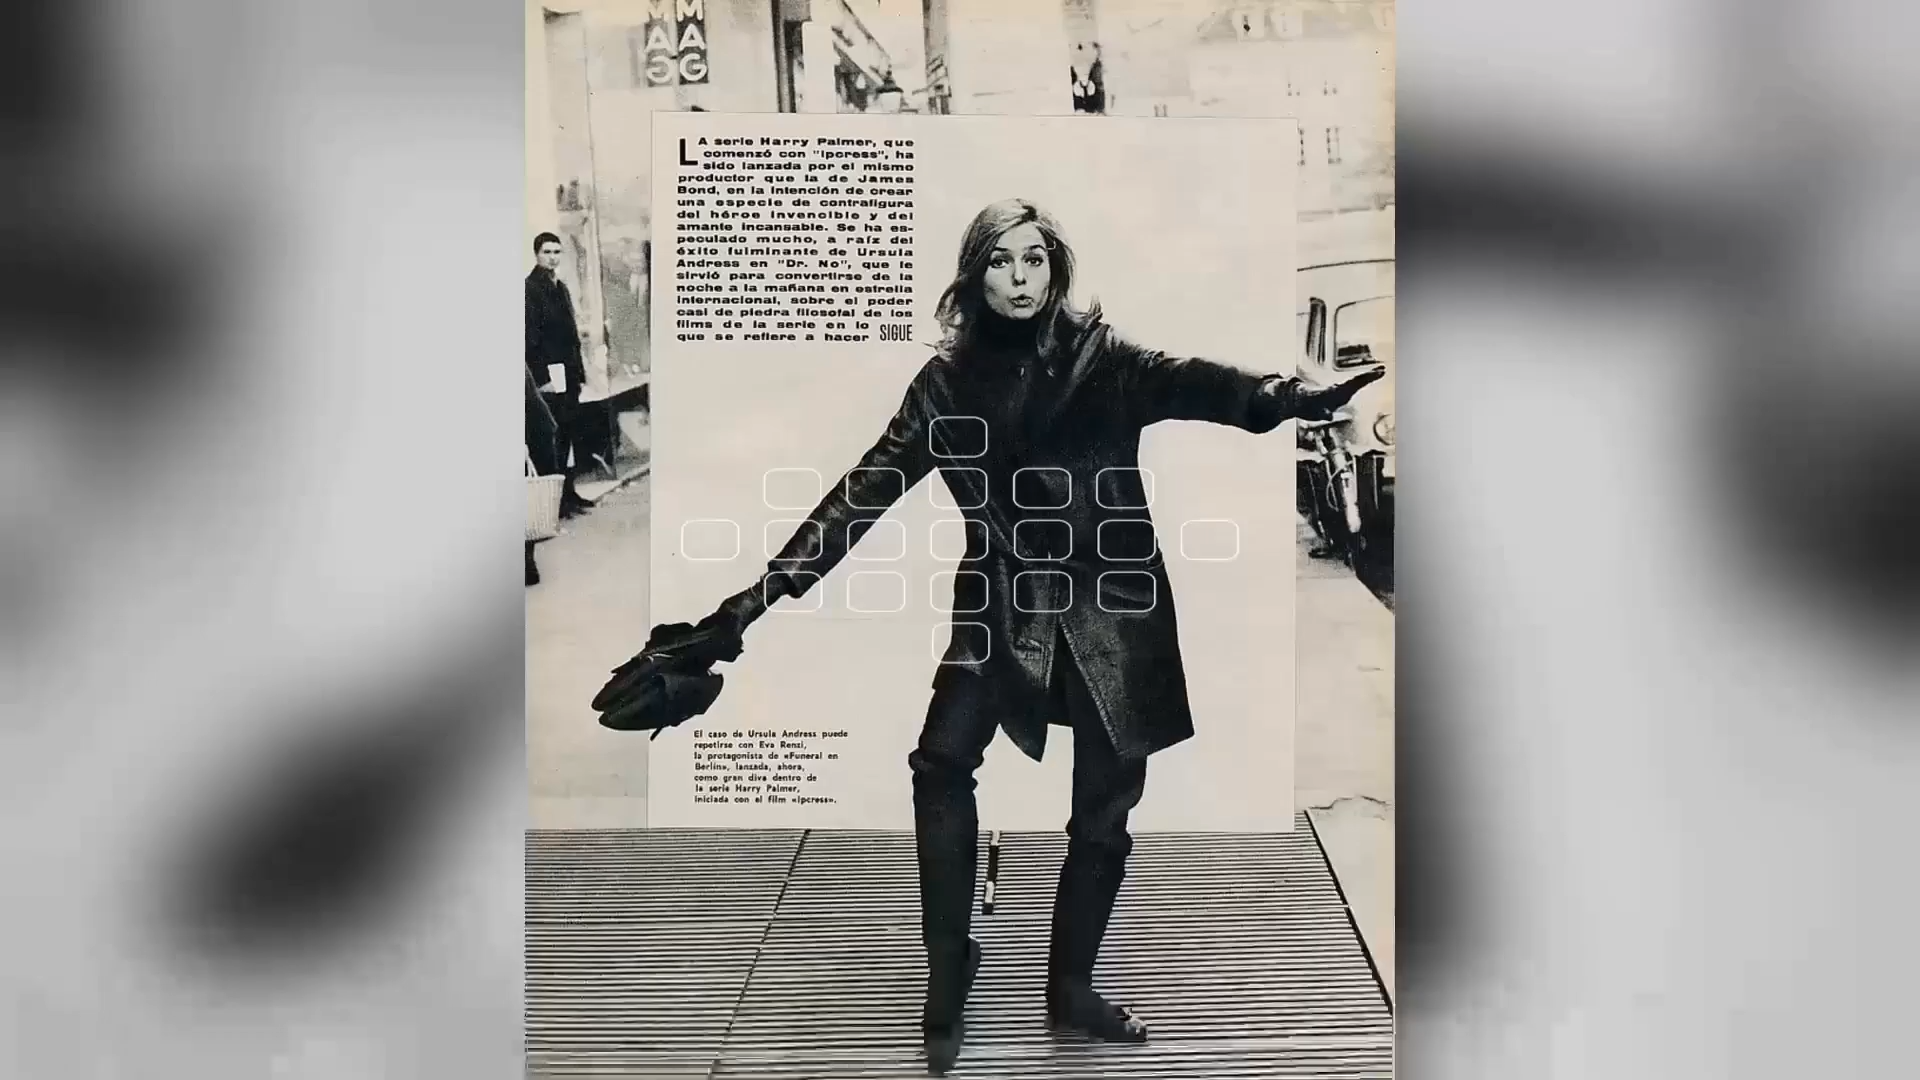 MM
AA
GG
LA serie Harry Palmer, que
comenzó con "Ipcress", ha
sido lanzada por el mismo
productor que la de James
Bond, en la intención de crear
una especie de contrafigura
del héroe invencible y del
amante incansable. Se ha es-
peculado mucho, a raíz del
éxito fulminante de Ursula
Andress en "Dr. No", que le
sirvió para convertirse de la
noche a la mañana en estrella
internacional, sobre el poder
casi de piedra filosofal de los
films de la serie en lo
que se refiere a hacer SIGUE
El caso de Ursula Andress puede
repetirse con Eva Renzi,
la protagonista de «Funeral en
Berlín», lanzada, ahora,
como gran diva dentro de
la serie Harry Palmer,
iniciada con el film «Ipcress».